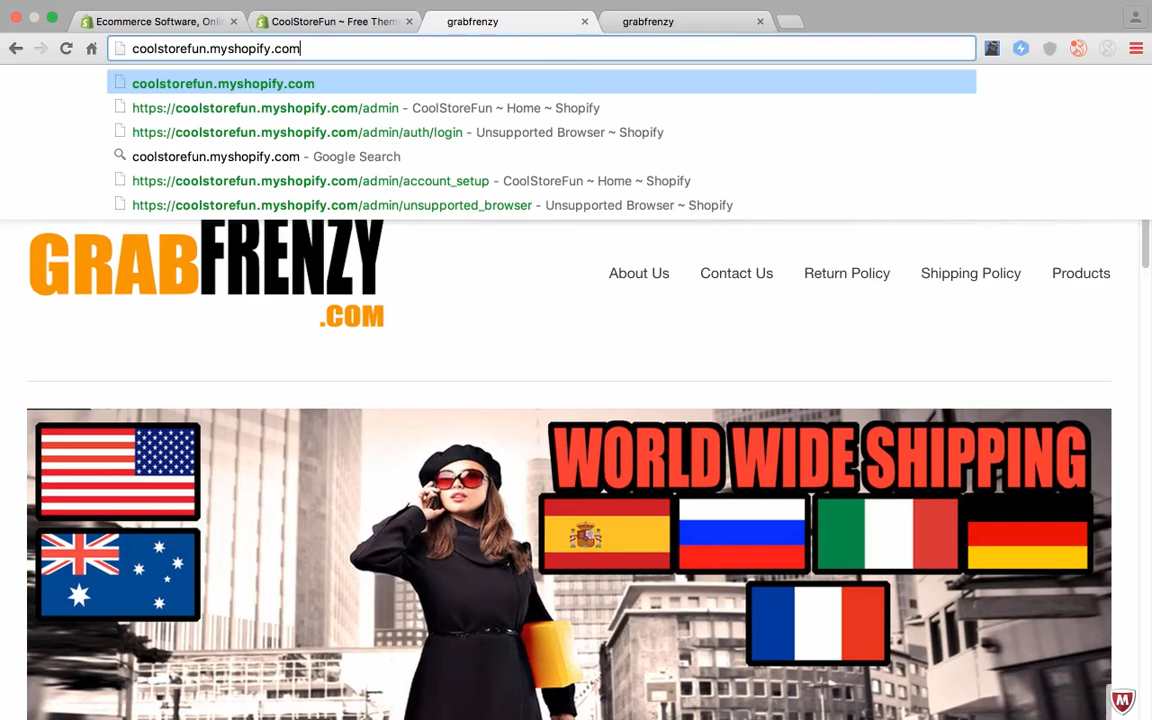 Ecommerce Software, Onlin
CoolStoreFun ~ Free Theme
grabfrenzy
grabfrenzy
coolstorefun.myshopify.com
coolstorefun.myshopify.com
https://coolstorefun.myshopify.com/admin - CoolStoreFun ~ Home ~ Shopify
https://coolstorefun.myshopify.com/admin/auth/login - Unsupported Browser ~ Shopify
coolstorefun.myshopify.com - Google Search
https://coolstorefun.myshopify.com/admin/account_setup - CoolStoreFun ~ Home ~ Shopify
https://coolstorefun.myshopify.com/admin/unsupported_browser - Unsupported Browser ~ Shopify
GRABFRENZY
.COM
About Us
Contact Us
Return Policy
Shipping Policy
Products
WORLD WIDE SHIPPING